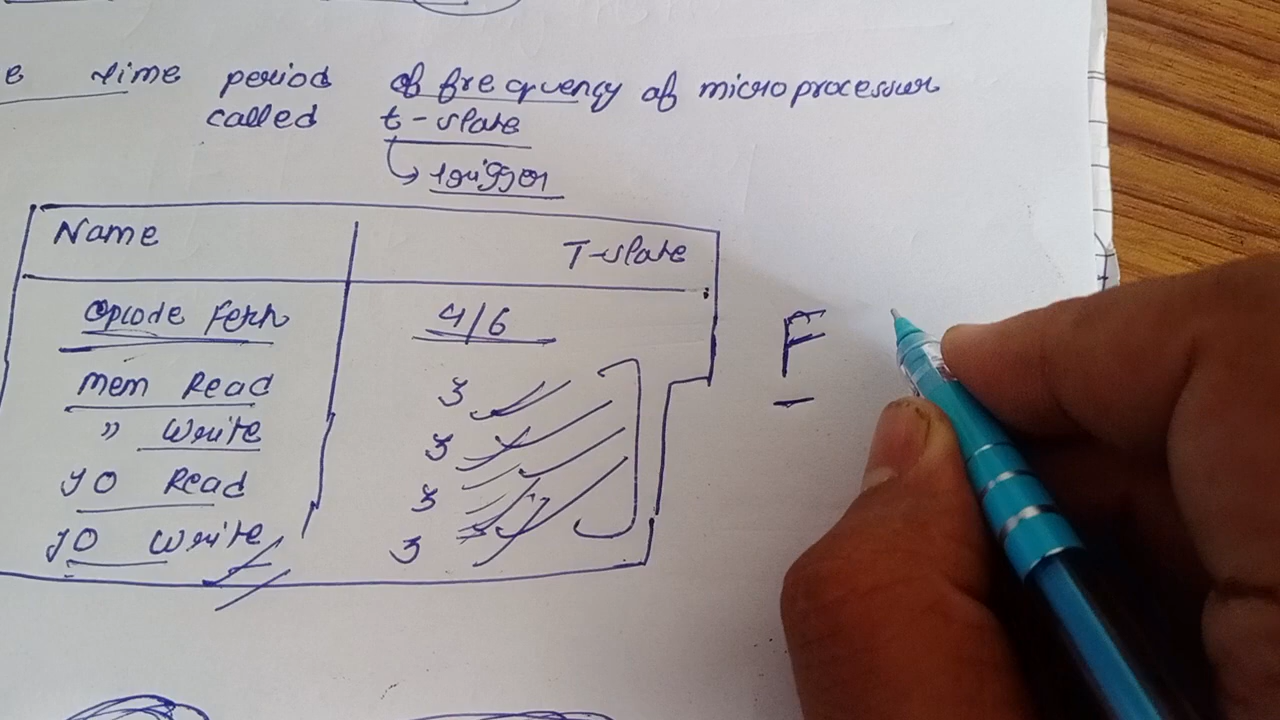 e time period of frequency of microprocessor
called t-state
trigger
Name T-state
Opcode Fetch 4/6
Mem Read 3
" Write 3
IO Read 3
IO Write 3
F